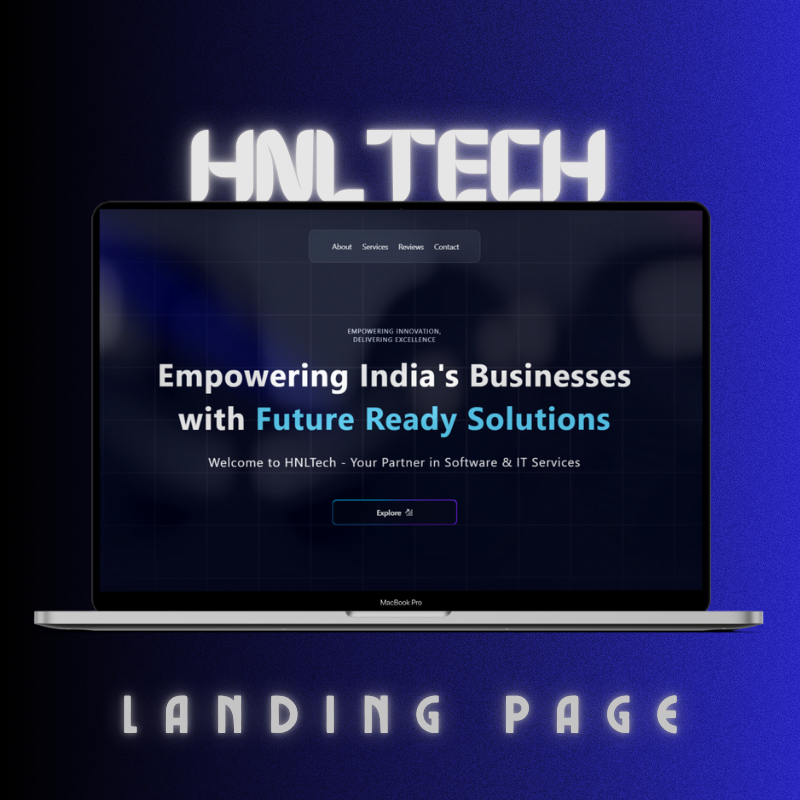 HNLTECH
About Services Reviews Contact
EMPOWERING INNOVATION,
DELIVERING EXCELLENCE
Empowering India's Businesses
with Future Ready Solutions
Welcome to HNLTech - Your Partner in Software & IT Services
Explore
MacBook Pro
LANDING PAGE